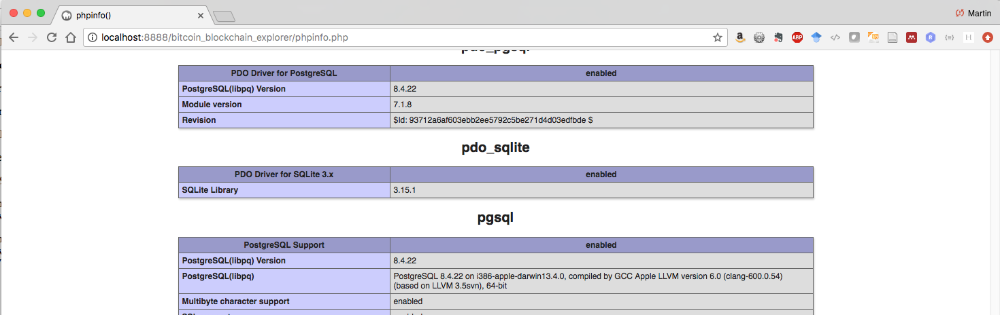 phpinfo()
Martin
localhost:8888/bitcoin_blockchain_explorer/phpinfo.php
ABP
EN
R
H
pdo_pgsql
PDO Driver for PostgreSQL enabled
PostgreSQL(libpq) Version 8.4.22
Module version 7.1.8
Revision $Id: 93712a6af603ebb2ee5792c5be271d4d03edfbde $
pdo_sqlite
PDO Driver for SQLite 3.x enabled
SQLite Library 3.15.1
pgsql
PostgreSQL Support enabled
PostgreSQL(libpq) Version 8.4.22
PostgreSQL(libpq) PostgreSQL 8.4.22 on i386-apple-darwin13.4.0, compiled by GCC Apple LLVM version 6.0 (clang-600.0.54)
(based on LLVM 3.5svn), 64-bit
Multibyte character support enabled